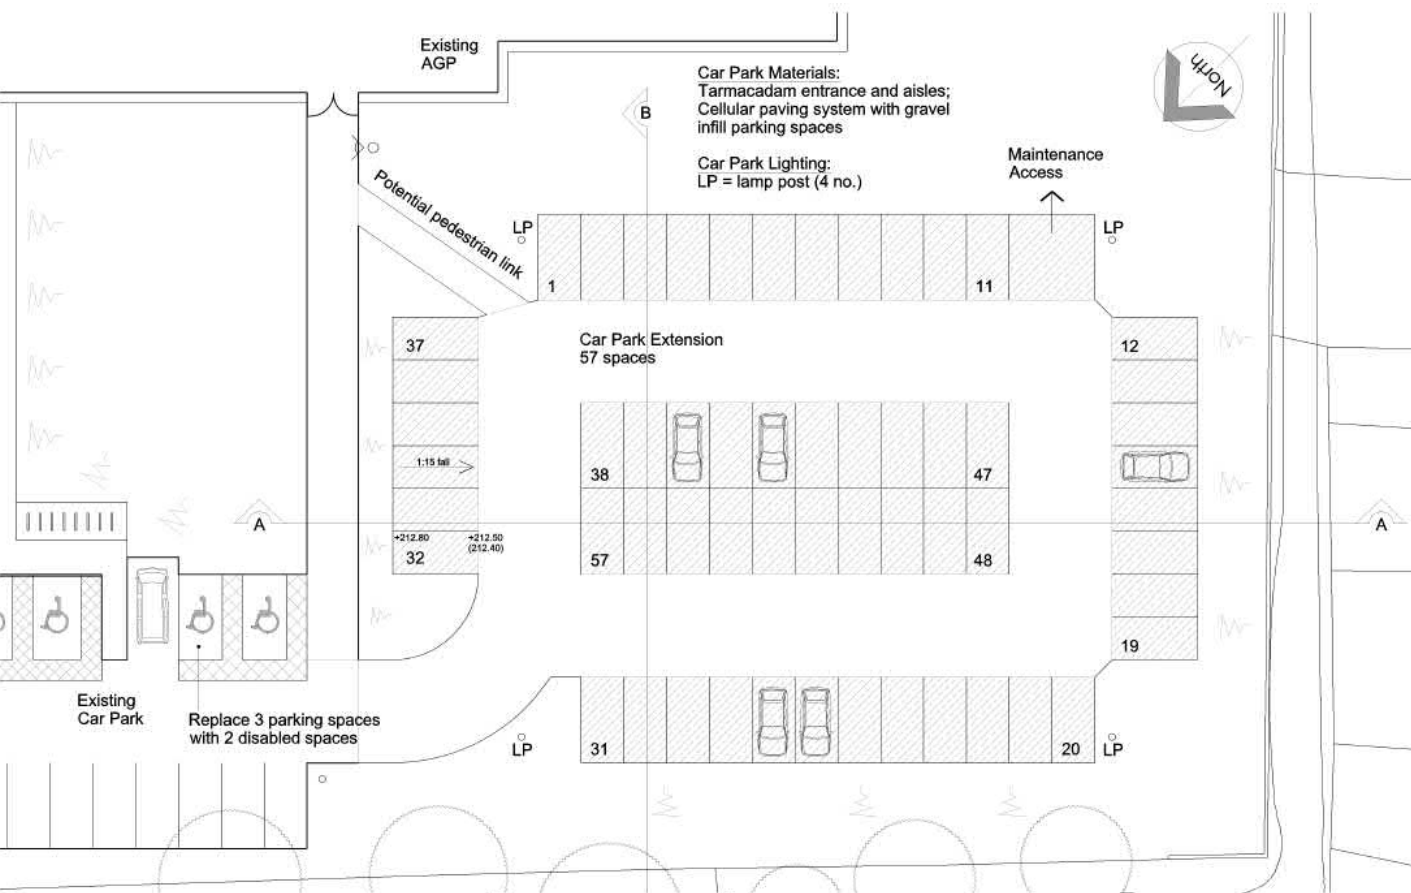 Existing
AGP
Car Park Materials:
Tarmacadam entrance and aisles;
Cellular paving system with gravel
infill parking spaces
Car Park Lighting:
LP = lamp post (4 no.)
North
B
Maintenance
Access
Potential pedestrian link
LP
LP
1
11
Car Park Extension
57 spaces
37
12
1:15 fall
38
47
A
A
+212.80
+212.50
(212.40)
32
57
48
19
Existing
Car Park
Replace 3 parking spaces
with 2 disabled spaces
LP
31
20
LP